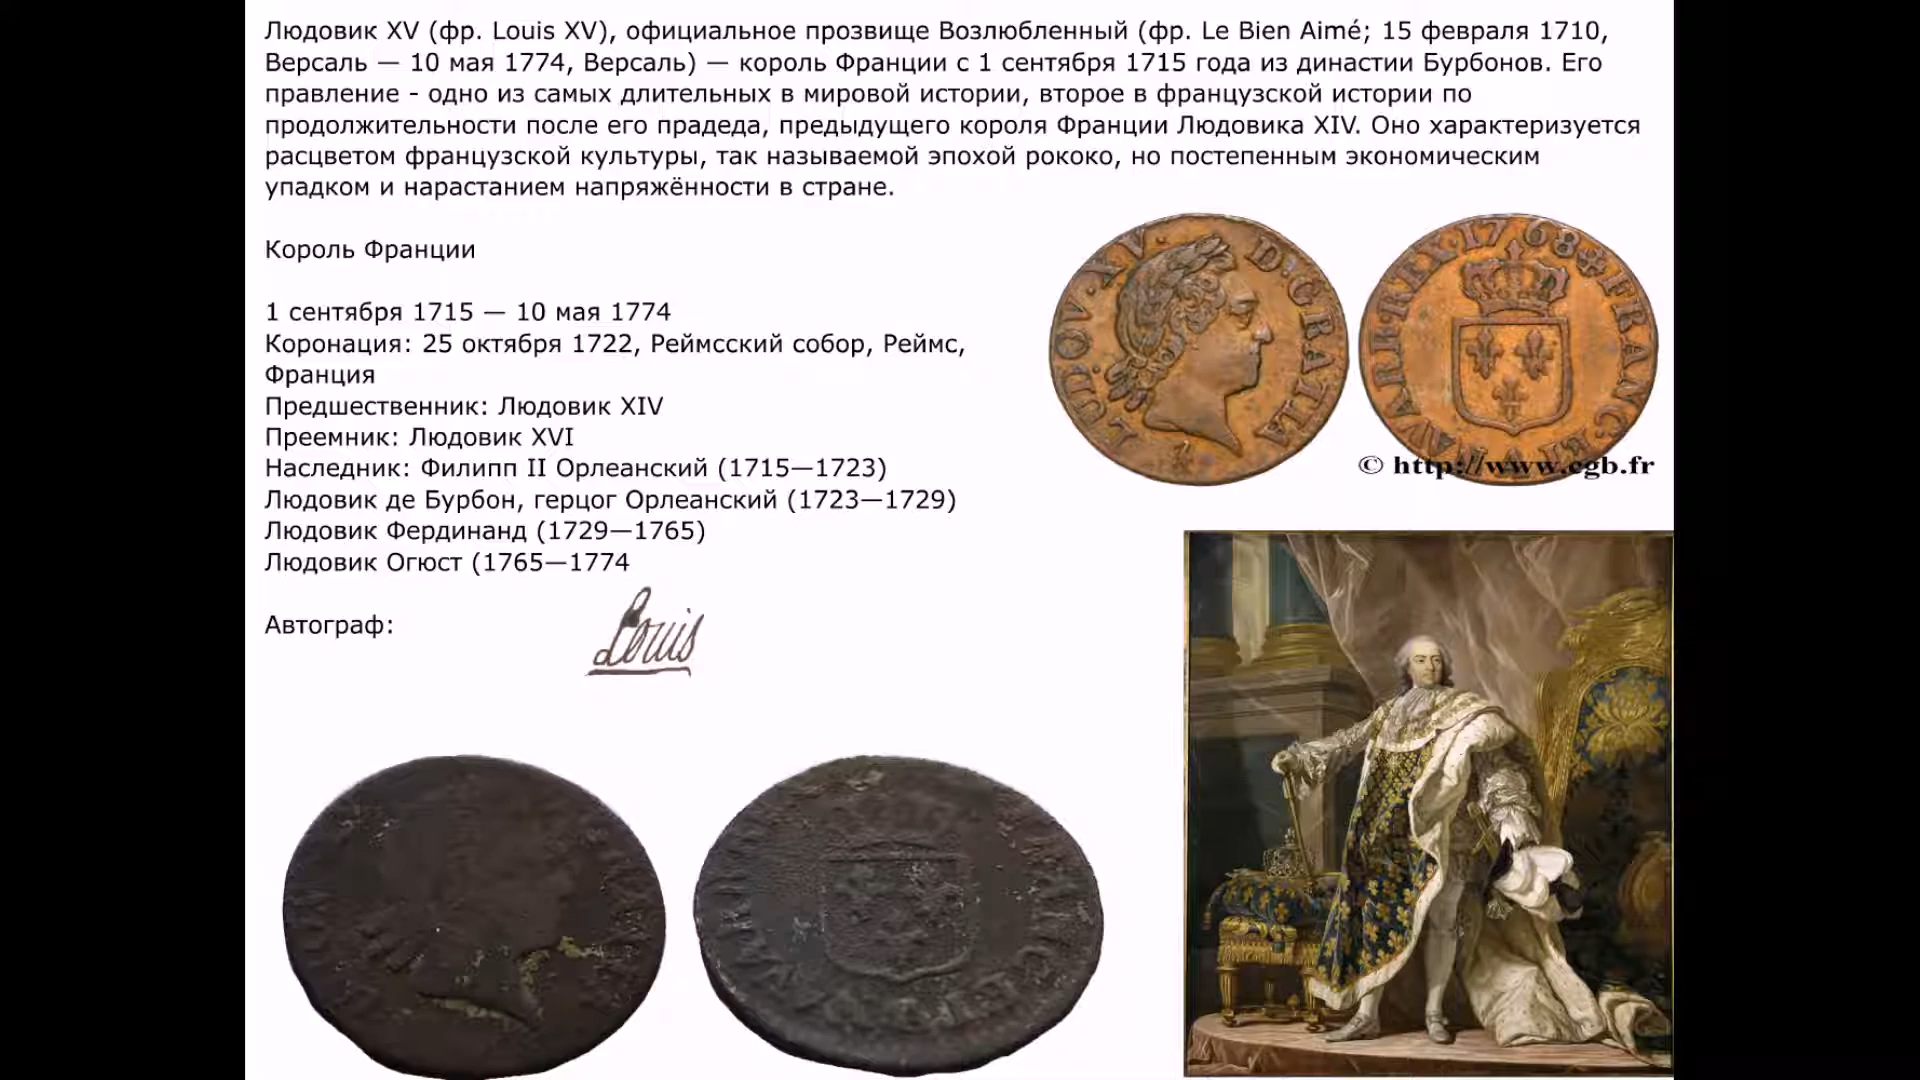 Людовик XV (фр. Louis XV), официальное прозвище Возлюбленный (фр. Le Bien Aimé; 15 февраля 1710,
Версаль — 10 мая 1774, Версаль) — король Франции с 1 сентября 1715 года из династии Бурбонов. Его
правление - одно из самых длительных в мировой истории, второе в французской истории по
продолжительности после его прадеда, предыдущего короля Франции Людовика XIV. Оно характеризуется
расцветом французской культуры, так называемой эпохой рококо, но постепенным экономическим
упадком и нарастанием напряжённости в стране.
Король Франции
1 сентября 1715 — 10 мая 1774
Коронация: 25 октября 1722, Реймсский собор, Реймс,
Франция
Предшественник: Людовик XIV
Преемник: Людовик XVI
Наследник: Филипп II Орлеанский (1715—1723)
Людовик де Бурбон, герцог Орлеанский (1723—1729)
Людовик Фердинанд (1729—1765)
Людовик Огюст (1765—1774
Автограф:
Louis
LUDOV·XV· D·GRATIA
REX·1768 FRANC·ET
© http://www.cgb.fr